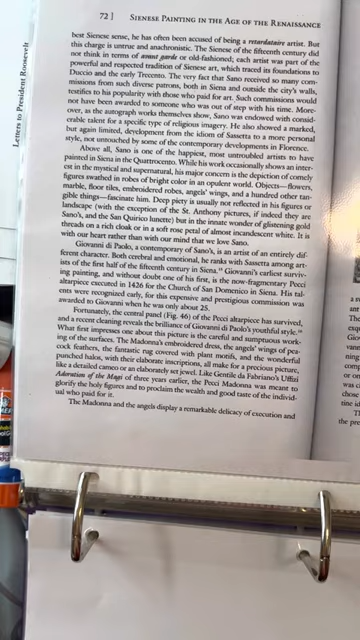 Letters to President Roosevelt
72 ] SIENESE PAINTING IN THE AGE OF THE RENAISSANCE
best Sienese sense, he has often been accused of being a retardataire artist. But
this charge is untrue and anachronistic. The Sienese of the fifteenth century did
not think in terms of avant garde or old-fashioned; each artist was part of the
powerful and respected tradition of Sienese art, which traced its foundations to
Duccio and the early Trecento. The very fact that Sano received so many com-
missions from such diverse patrons, both in Siena and outside the city's walls,
testifies to his popularity with those who paid for art. Such commissions would
not have been awarded to someone who was out of step with his time. More-
over, as the autograph works themselves show, Sano was endowed with consid-
erable talent for a specific type of religious imagery. He also showed a marked,
but again limited, development from the idiom of Sassetta to a more personal
style, not untouched by some of the contemporary developments in Florence.
Above all, Sano is one of the happiest, most untroubled artists to have
painted in Siena in the Quattrocento. While his work occasionally shows an inter-
est in the mystical and supernatural, his major concern is the depiction of comely
figures swathed in robes of bright color in an opulent world. Objects—flowers,
marble, floor tiles, embroidered robes, angels' wings, and a hundred other tan-
gible things—fascinate him. Deep piety is usually not reflected in his figures or
landscape (with the exception of the St. Anthony pictures, if indeed they are
Sano's, and the San Quirico lunette) but in the innate wonder of glistening gold
threads on a rich cloak or in a soft rose petal of almost incandescent white. It is
with our heart rather than with our mind that we love Sano.
Giovanni di Paolo, a contemporary of Sano's, is an artist of an entirely dif-
ferent character. Both cerebral and emotional, he ranks with Sassetta among art-
ists of the first half of the fifteenth century in Siena. Giovanni's earliest surviv-
ing painting, and without doubt one of his first, is the now-fragmentary Pecci
altarpiece executed in 1426 for the Church of San Domenico in Siena. His tal-
ents were recognized early, for this expensive and prestigious commission was
awarded to Giovanni when he was only about 25.
Fortunately, the central panel (Fig. 46) of the Pecci altarpiece has survived,
and a recent cleaning reveals the brilliance of Giovanni di Paolo's youthful style.
What first impresses one about this picture is the careful and sumptuous work-
ing of the surfaces. The Madonna's embroidered dress, the angels' wings of pea-
cock feathers, the fantastic rug covered with plant motifs, and the wonderful
punched halos, with their elaborate inscriptions, all make for a precious picture,
like a detailed cameo or an elaborately set jewel. Like Gentile da Fabriano's Uffizi
Adoration of the Magi of three years earlier, the Pecci Madonna was meant to
glorify the holy figures and to proclaim the wealth and good taste of the individ-
ual who paid for it.
The Madonna and the angels display a remarkable delicacy of execution and